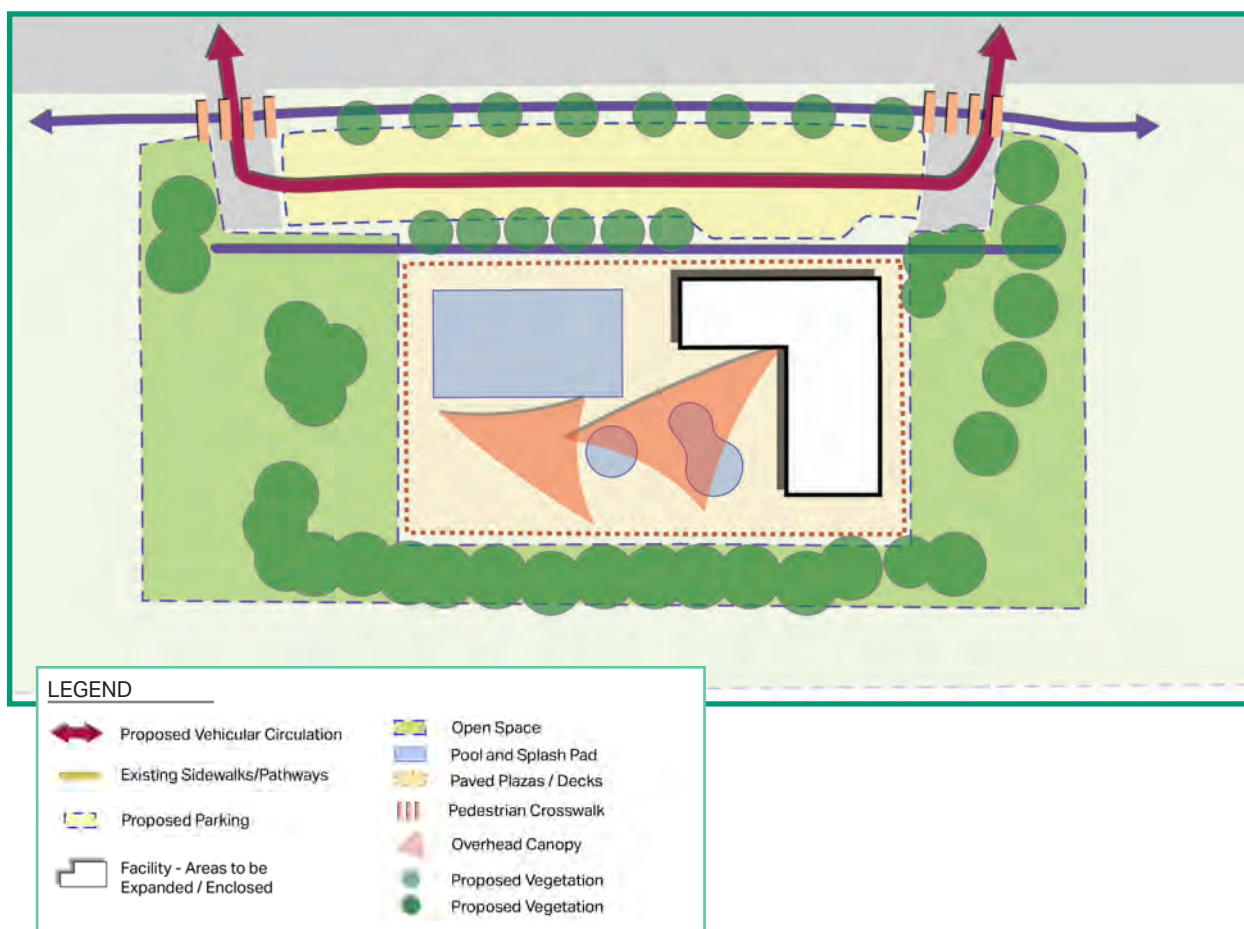 LEGEND
Proposed Vehicular Circulation
Existing Sidewalks/Pathways
Proposed Parking
Facility - Areas to be
Expanded / Enclosed
Open Space
Pool and Splash Pad
Paved Plazas / Decks
Pedestrian Crosswalk
Overhead Canopy
Proposed Vegetation
Proposed Vegetation